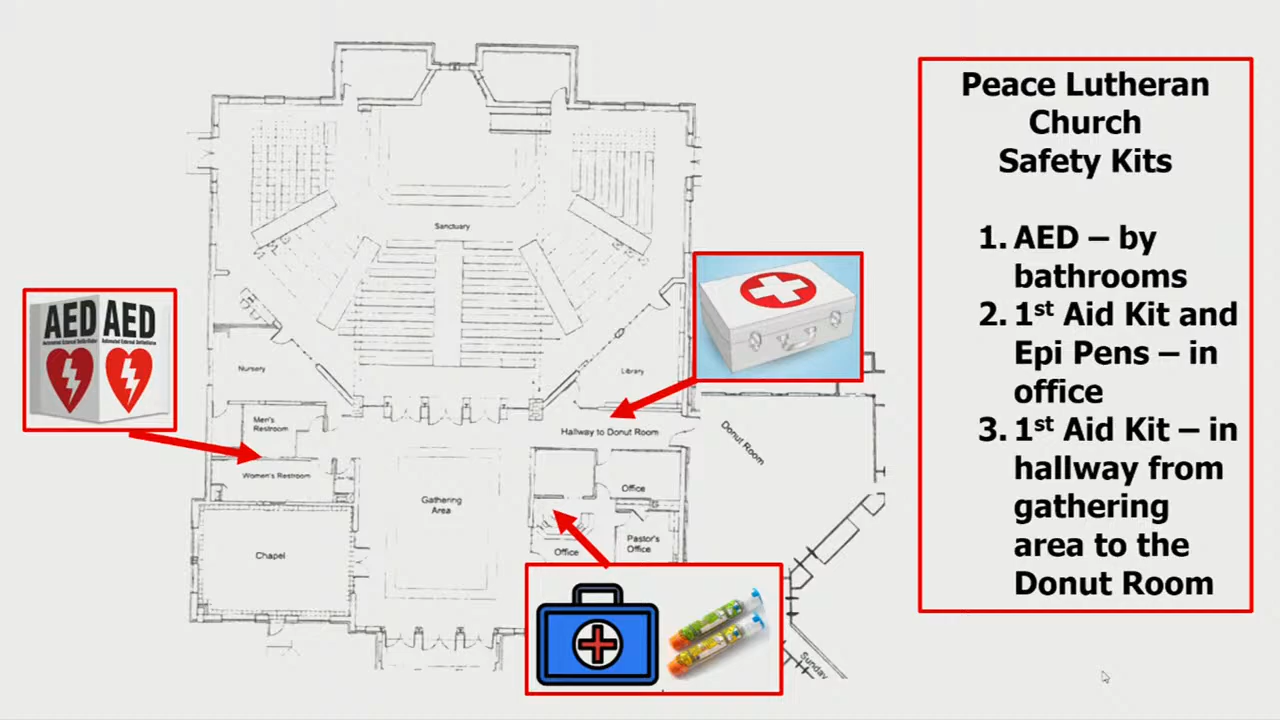 Peace Lutheran
Church
Safety Kits
1. AED – by
bathrooms
2. 1st Aid Kit and
Epi Pens – in
office
3. 1st Aid Kit – in
hallway from
gathering
area to the
Donut Room
Sanctuary
AED AED
Nursery
Library
Men's
Restroom
Hallway to Donut Room
Donut Room
Women's Restroom
Gathering
Area
Office
Chapel
Office
Pastor's
Office
Sunday